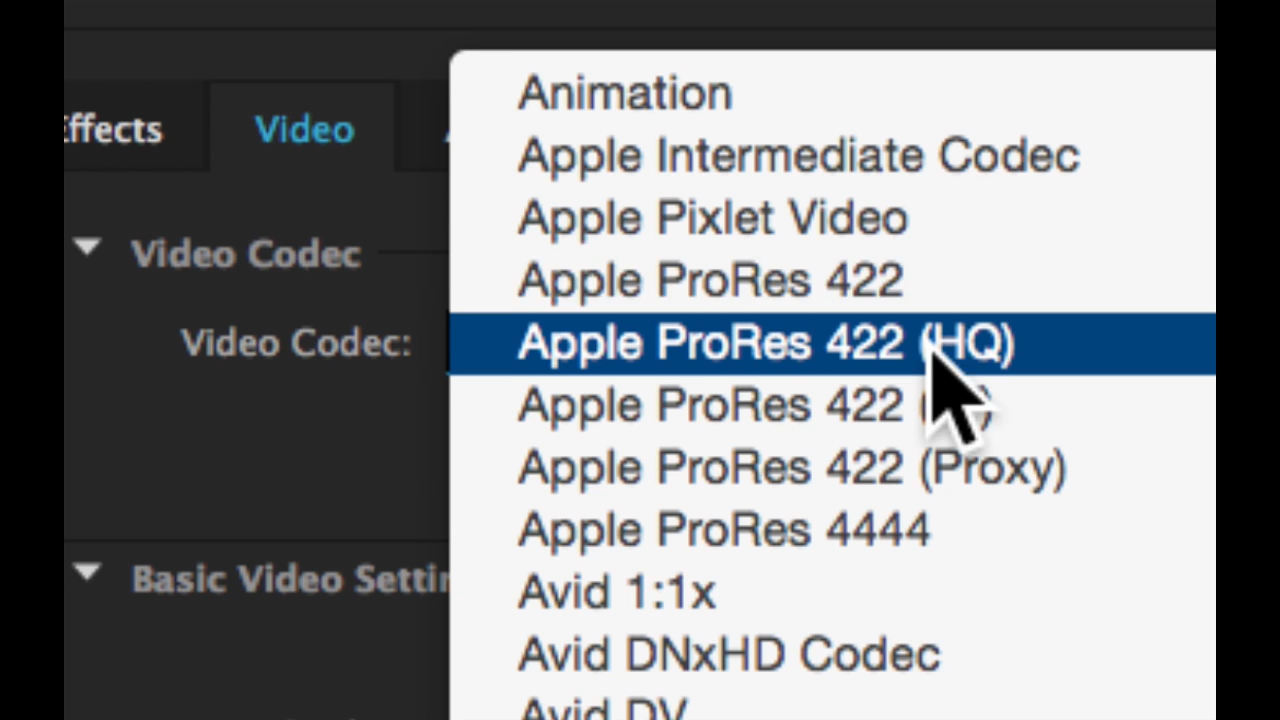 Effects Video
Video Codec
Video Codec:
Basic Video
Animation
Apple Intermediate Codec
Apple Pixlet Video
Apple ProRes 422
Apple ProRes 422 (HQ)
Apple ProRes 422
Apple ProRes 422 (Proxy)
Apple ProRes 4444
Avid 1:1x
Avid DNxHD Codec
Avid DV